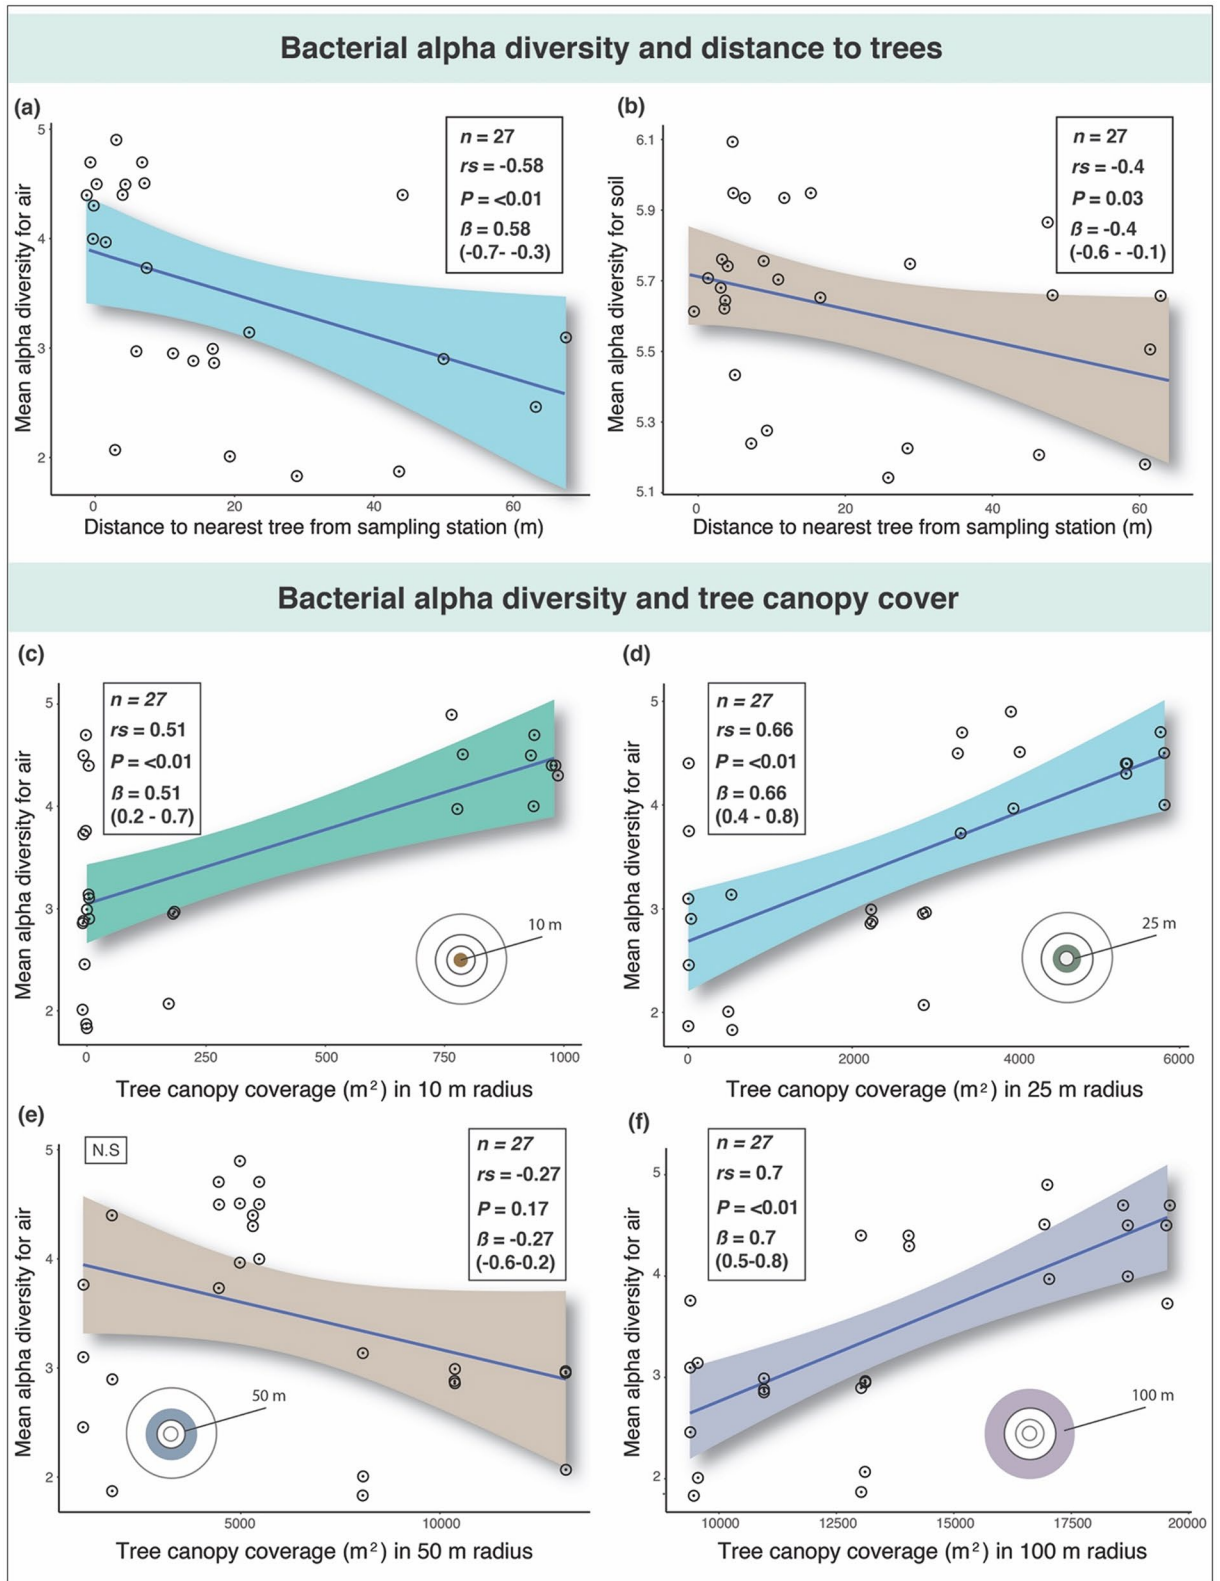 Bacterial alpha diversity and distance to trees
(a)
Mean alpha diversity for air
5
4
3
2
n = 27
rs = -0.58
P = <0.01
ß = 0.58
(-0.7- -0.3)
0 20 40 60
Distance to nearest tree from sampling station (m)
(b)
Mean alpha diversity for soil
6.1
5.9
5.7
5.5
5.3
5.1
n = 27
rs = -0.4
P = 0.03
ß = -0.4
(-0.6 - -0.1)
0 20 40 60
Distance to nearest tree from sampling station (m)
Bacterial alpha diversity and tree canopy cover
(c)
Mean alpha diversity for air
5
4
3
2
n = 27
rs = 0.51
P = <0.01
ß = 0.51
(0.2 - 0.7)
10 m
0 250 500 750 1000
Tree canopy coverage (m²) in 10 m radius
(d)
Mean alpha diversity for air
5
4
3
2
n = 27
rs = 0.66
P = <0.01
ß = 0.66
(0.4 - 0.8)
25 m
0 2000 4000 6000
Tree canopy coverage (m²) in 25 m radius
(e)
Mean alpha diversity for air
5
4
3
2
N.S
n = 27
rs = -0.27
P = 0.17
ß = -0.27
(-0.6-0.2)
50 m
5000 10000
Tree canopy coverage (m²) in 50 m radius
(f)
Mean alpha diversity for air
5
4
3
2
n = 27
rs = 0.7
P = <0.01
ß = 0.7
(0.5-0.8)
100 m
10000 12500 15000 17500 20000
Tree canopy coverage (m²) in 100 m radius